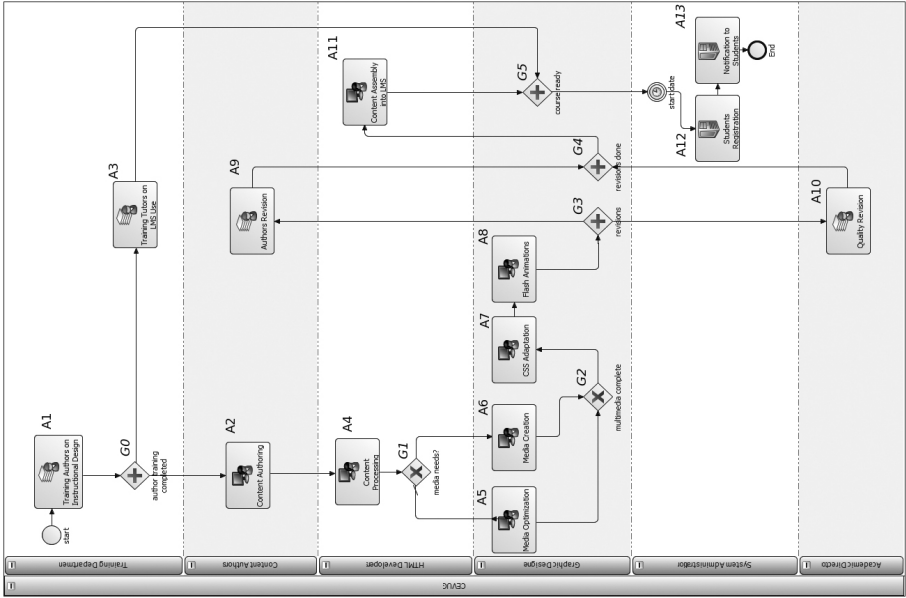 A1
Training Authors on
Instructional Design
start
G0
author training
completed
A3
Training Tutors on
LMS Use
A2
Content Authoring
A9
Authors Revision
A4
Content
Processing
G1
media needs?
A11
Content Assembly
into LMS
A5
Media Optimization
A6
Media Creation
G2
multimedia complete
A7
CSS Adaptation
A8
Flash Animations
G3
revisions
G4
revisions done
G5
course ready
start date
A12
Students
Registration
A13
Notification to
Students
End
A10
Quality Revision
Training Departmen
Content Authors
HTML Developer
Graphic Designe
System Administrator
Academic Directo
CEVUG